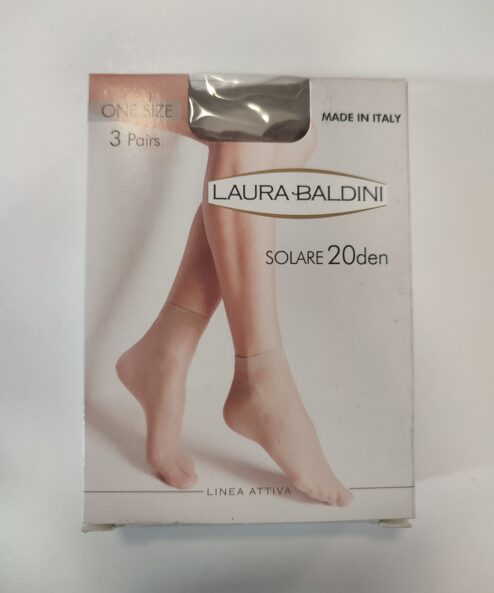 ONE SIZE
3 Pairs
MADE IN ITALY
LAURA BALDINI
SOLARE 20den
LINEA ATTIVA